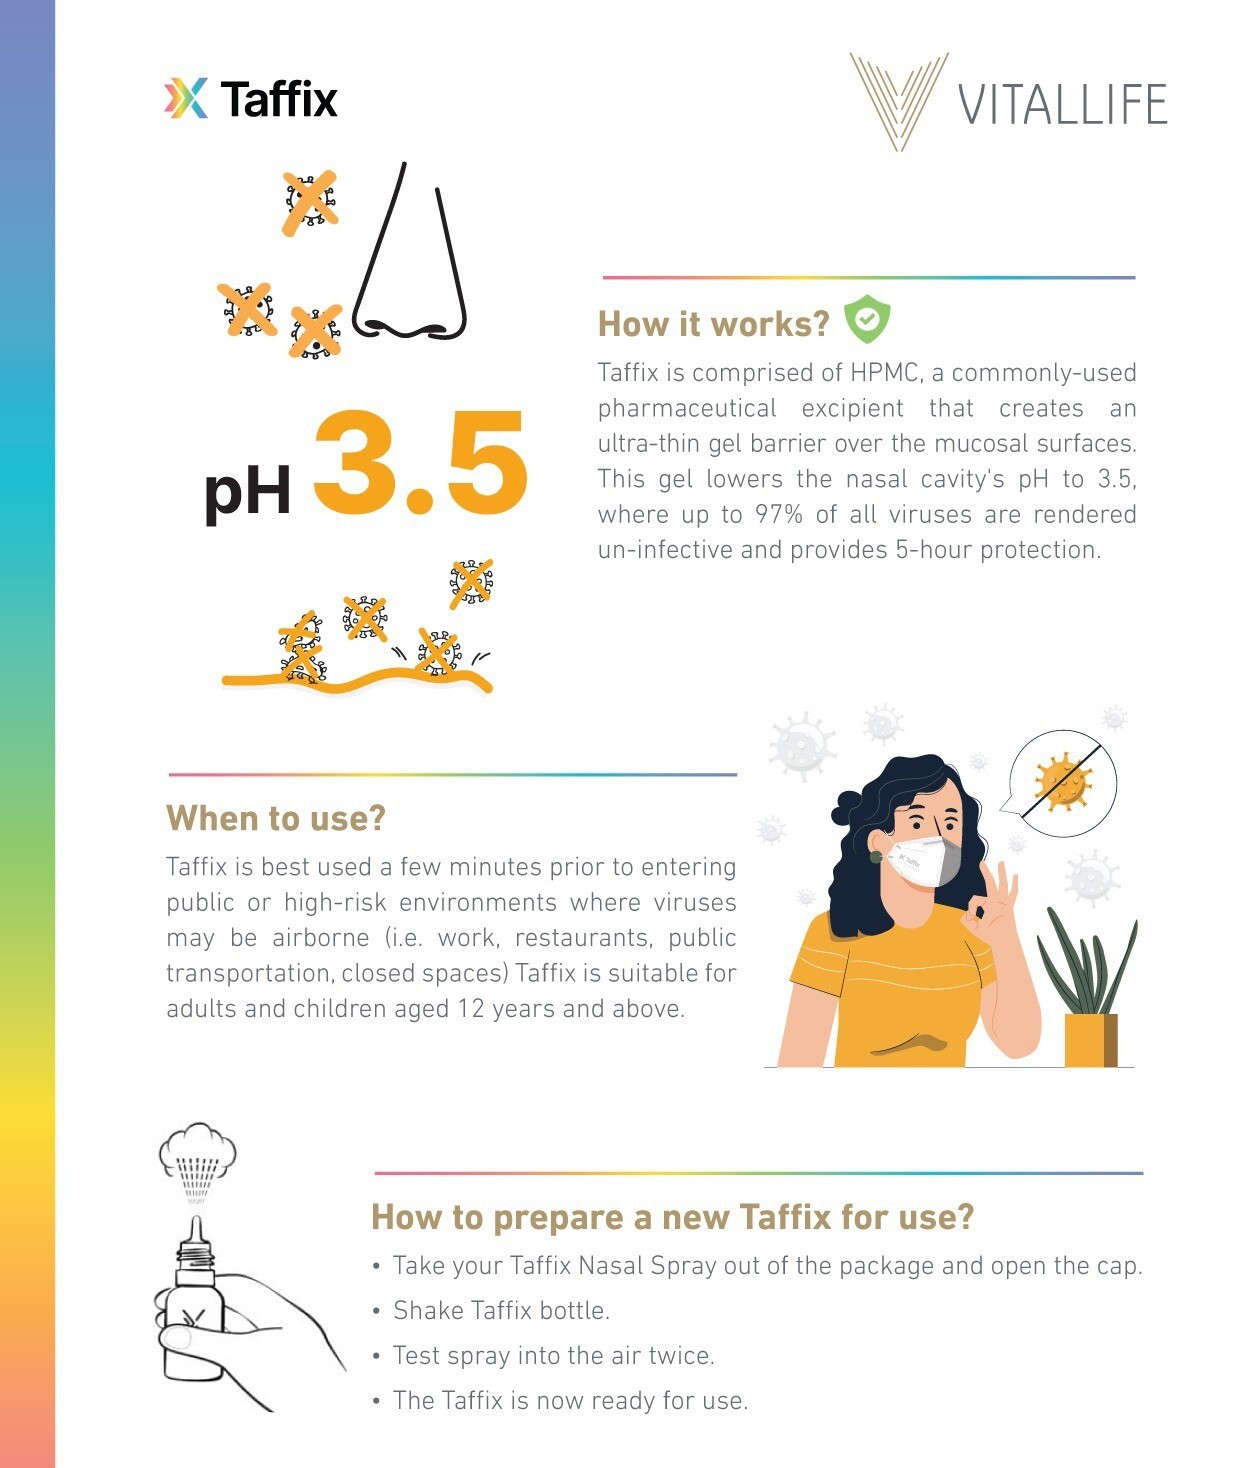 Taffix
VITALLIFE
pH 3.5
How it works?
Taffix is comprised of HPMC, a commonly-used
pharmaceutical excipient that creates an
ultra-thin gel barrier over the mucosal surfaces.
This gel lowers the nasal cavity's pH to 3.5,
where up to 97% of all viruses are rendered
un-infective and provides 5-hour protection.
When to use?
Taffix is best used a few minutes prior to entering
public or high-risk environments where viruses
may be airborne (i.e. work, restaurants, public
transportation, closed spaces) Taffix is suitable for
adults and children aged 12 years and above.
Taffix
How to prepare a new Taffix for use?
• Take your Taffix Nasal Spray out of the package and open the cap.
• Shake Taffix bottle.
• Test spray into the air twice.
• The Taffix is now ready for use.